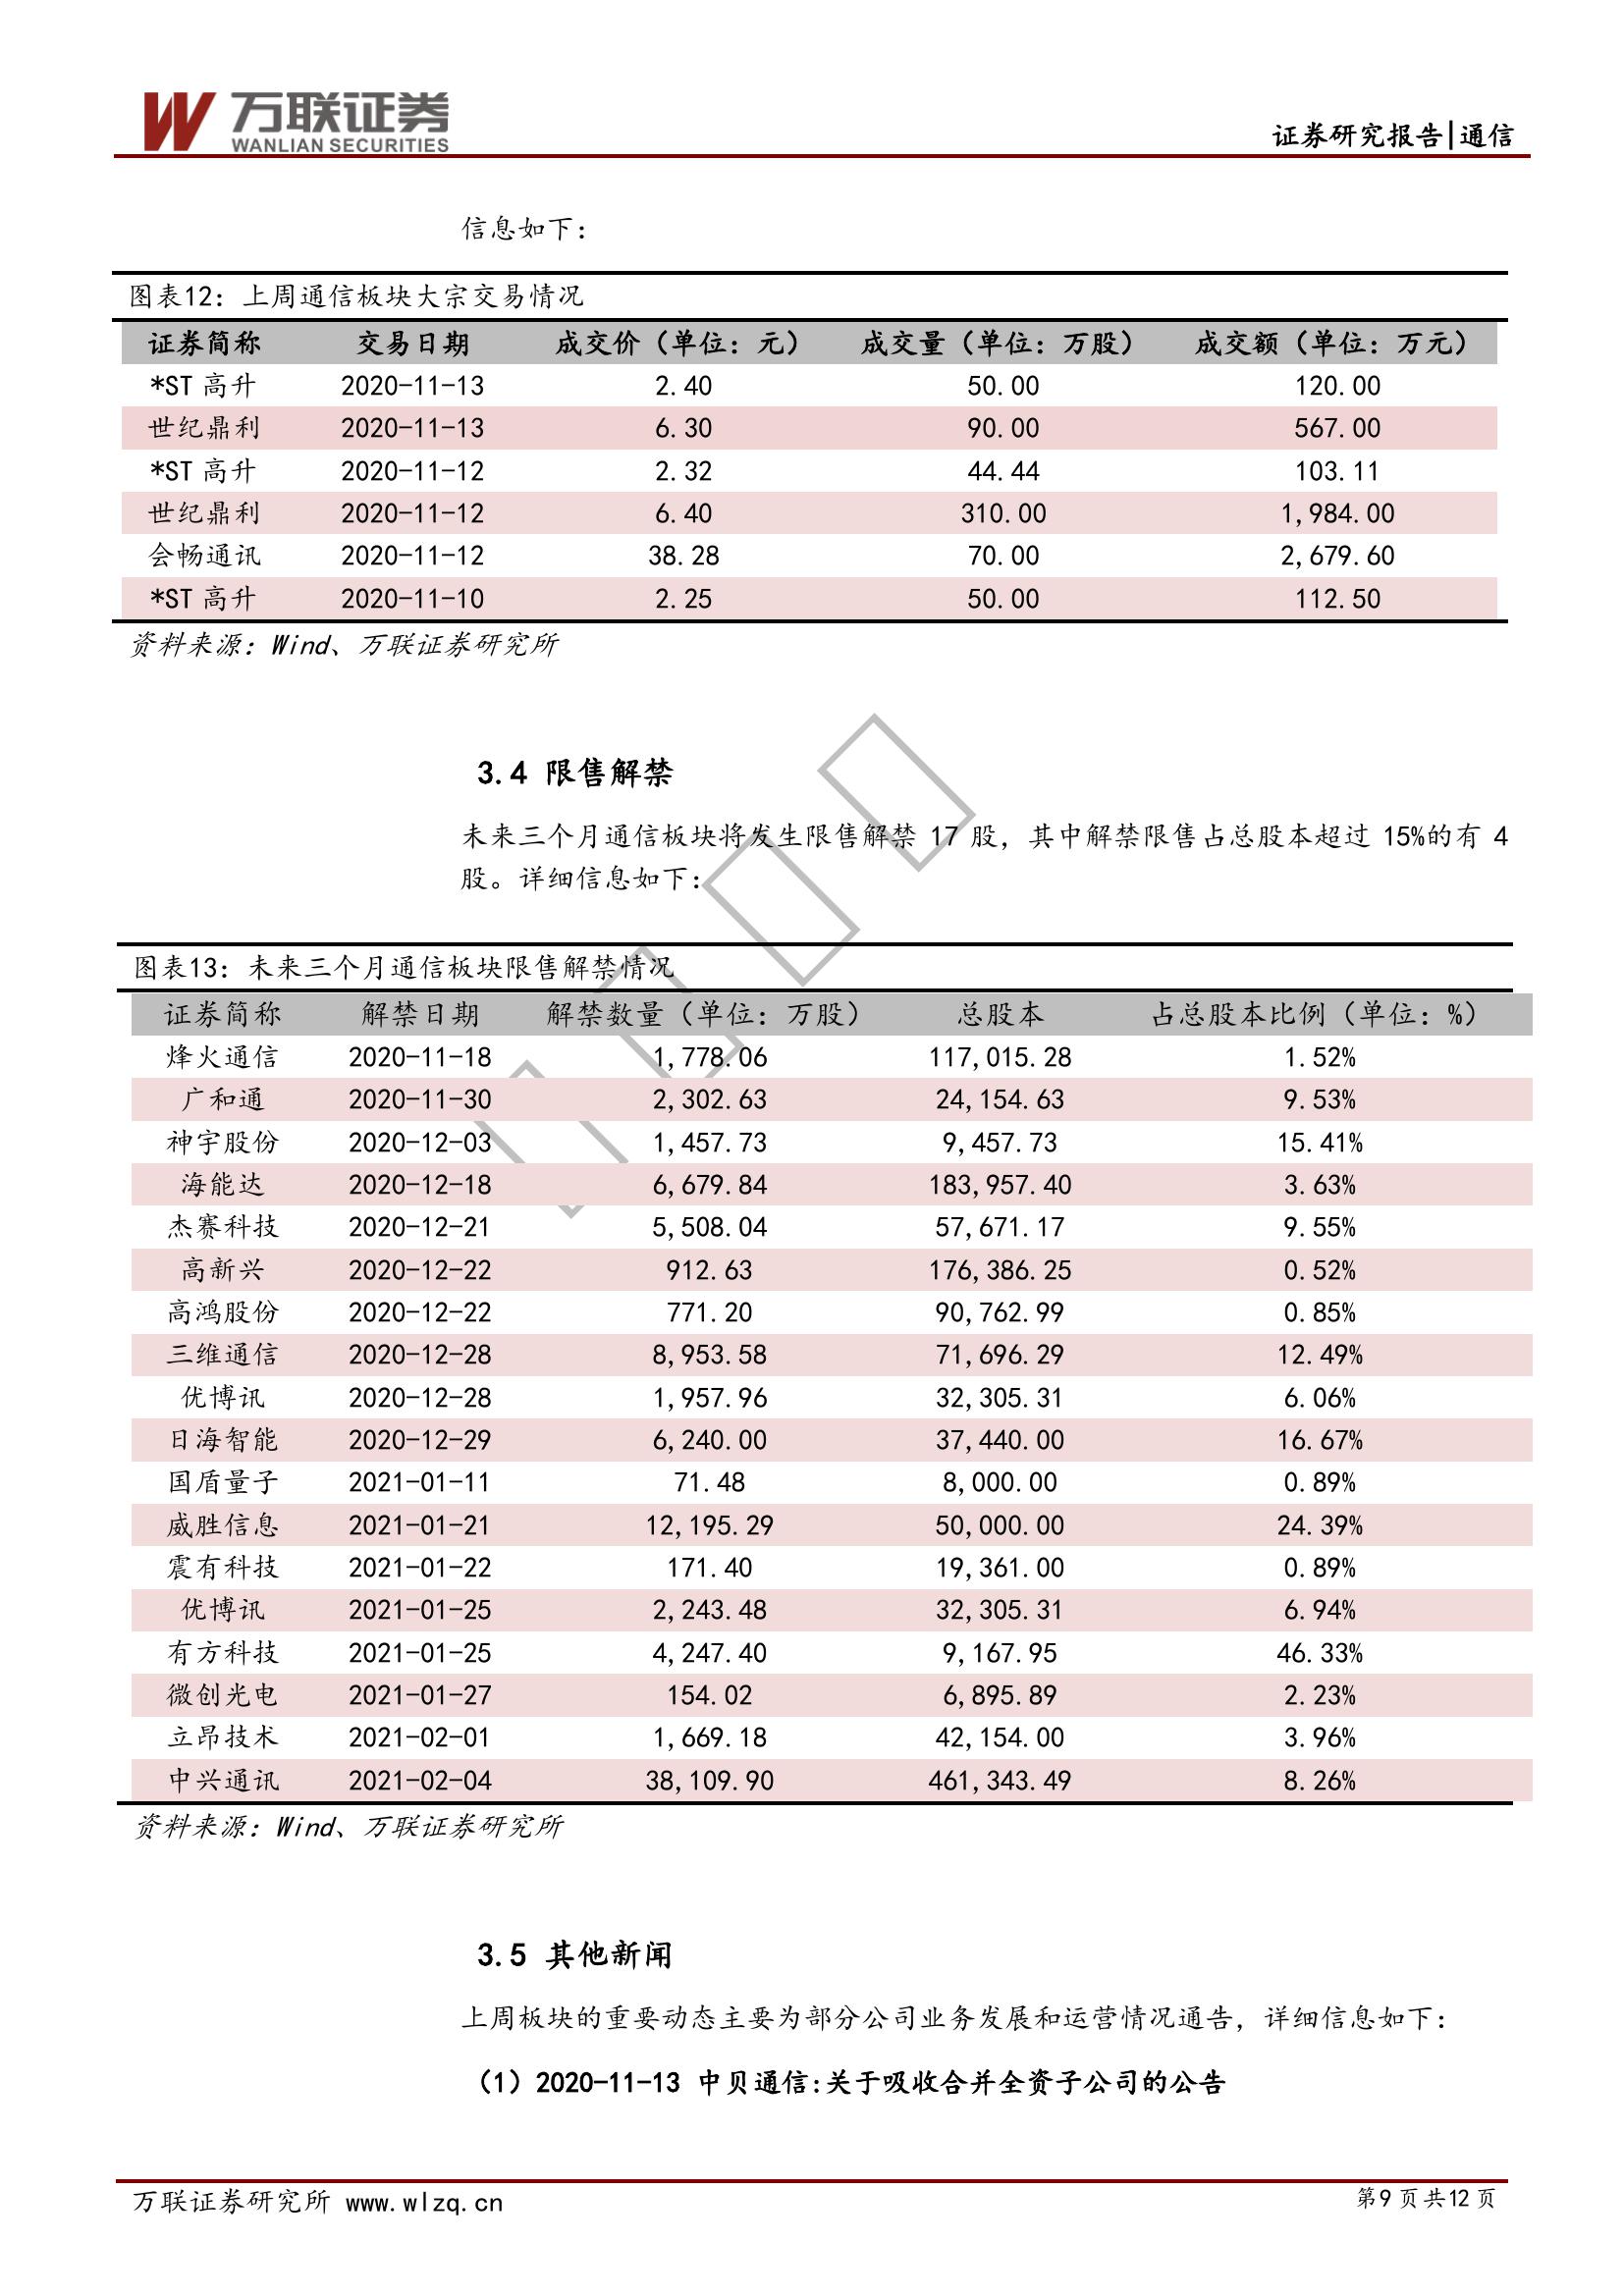 万联证券
WANLIAN SECURITIES
证券研究报告|通信
信息如下：
图表12：上周通信板块大宗交易情况
证券简称 交易日期 成交价（单位：元） 成交量（单位：万股） 成交额（单位：万元）
*ST 高升 2020-11-13 2.40 50.00 120.00
世纪鼎利 2020-11-13 6.30 90.00 567.00
*ST 高升 2020-11-12 2.32 44.44 103.11
世纪鼎利 2020-11-12 6.40 310.00 1,984.00
会畅通讯 2020-11-12 38.28 70.00 2,679.60
*ST 高升 2020-11-10 2.25 50.00 112.50
资料来源：Wind、万联证券研究所
3.4 限售解禁
未来三个月通信板块将发生限售解禁 17 股，其中解禁限售占总股本超过 15%的有 4
股。详细信息如下：
图表13：未来三个月通信板块限售解禁情况
证券简称 解禁日期 解禁数量（单位：万股） 总股本 占总股本比例（单位：%）
烽火通信 2020-11-18 1,778.06 117,015.28 1.52%
广和通 2020-11-30 2,302.63 24,154.63 9.53%
神宇股份 2020-12-03 1,457.73 9,457.73 15.41%
海能达 2020-12-18 6,679.84 183,957.40 3.63%
杰赛科技 2020-12-21 5,508.04 57,671.17 9.55%
高新兴 2020-12-22 912.63 176,386.25 0.52%
高鸿股份 2020-12-22 771.20 90,762.99 0.85%
三维通信 2020-12-28 8,953.58 71,696.29 12.49%
优博讯 2020-12-28 1,957.96 32,305.31 6.06%
日海智能 2020-12-29 6,240.00 37,440.00 16.67%
国盾量子 2021-01-11 71.48 8,000.00 0.89%
威胜信息 2021-01-21 12,195.29 50,000.00 24.39%
震有科技 2021-01-22 171.40 19,361.00 0.89%
优博讯 2021-01-25 2,243.48 32,305.31 6.94%
有方科技 2021-01-25 4,247.40 9,167.95 46.33%
微创光电 2021-01-27 154.02 6,895.89 2.23%
立昂技术 2021-02-01 1,669.18 42,154.00 3.96%
中兴通讯 2021-02-04 38,109.90 461,343.49 8.26%
资料来源：Wind、万联证券研究所
3.5 其他新闻
上周板块的重要动态主要为部分公司业务发展和运营情况通告，详细信息如下：
（1）2020-11-13 中贝通信:关于吸收合并全资子公司的公告
万联证券研究所 www.wlzq.cn
第9 页 共12 页